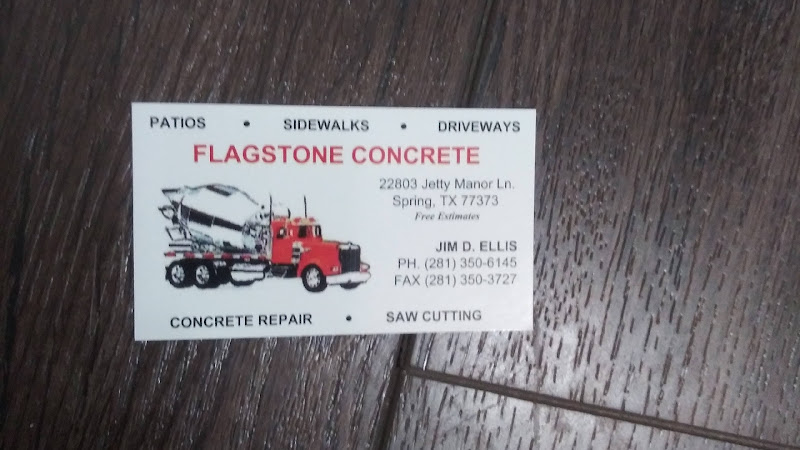 PATIOS • SIDEWALKS • DRIVEWAYS
FLAGSTONE CONCRETE
22803 Jetty Manor Ln.
Spring, TX 77373
Free Estimates
JIM D. ELLIS
PH. (281) 350-6145
FAX (281) 350-3727
CONCRETE REPAIR • SAW CUTTING